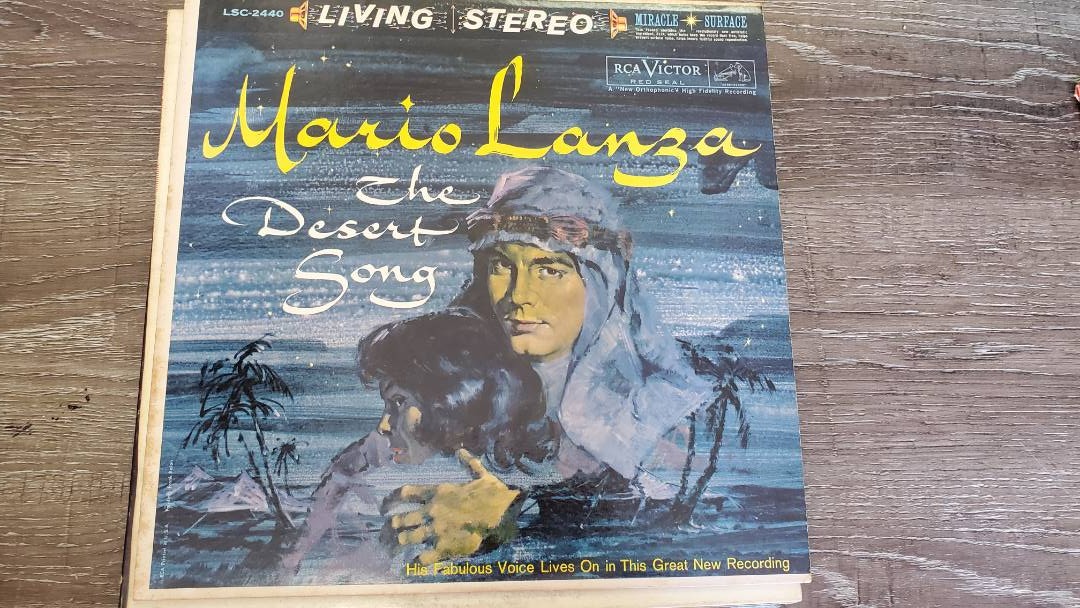 LSC-2440 LIVING STEREO MIRACLE SURFACE
RCA VICTOR
RED SEAL
A "New Orthophonic" High Fidelity Recording
Mario Lanza
The
Desert
Song
His Fabulous Voice Lives On in This Great New Recording